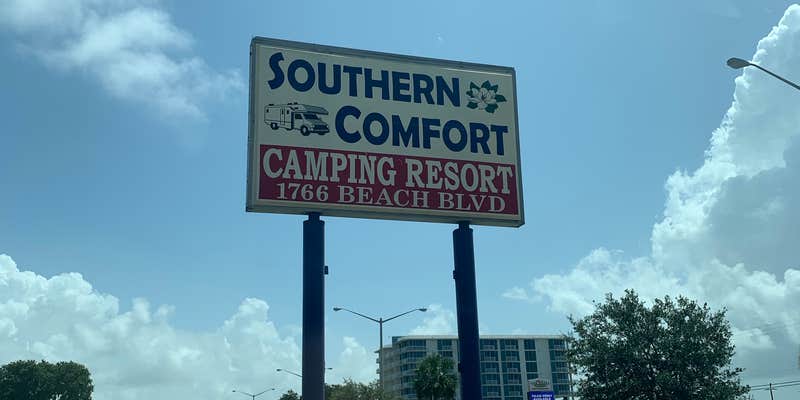 SOUTHERN
COMFORT
CAMPING RESORT
1766 BEACH BLVD